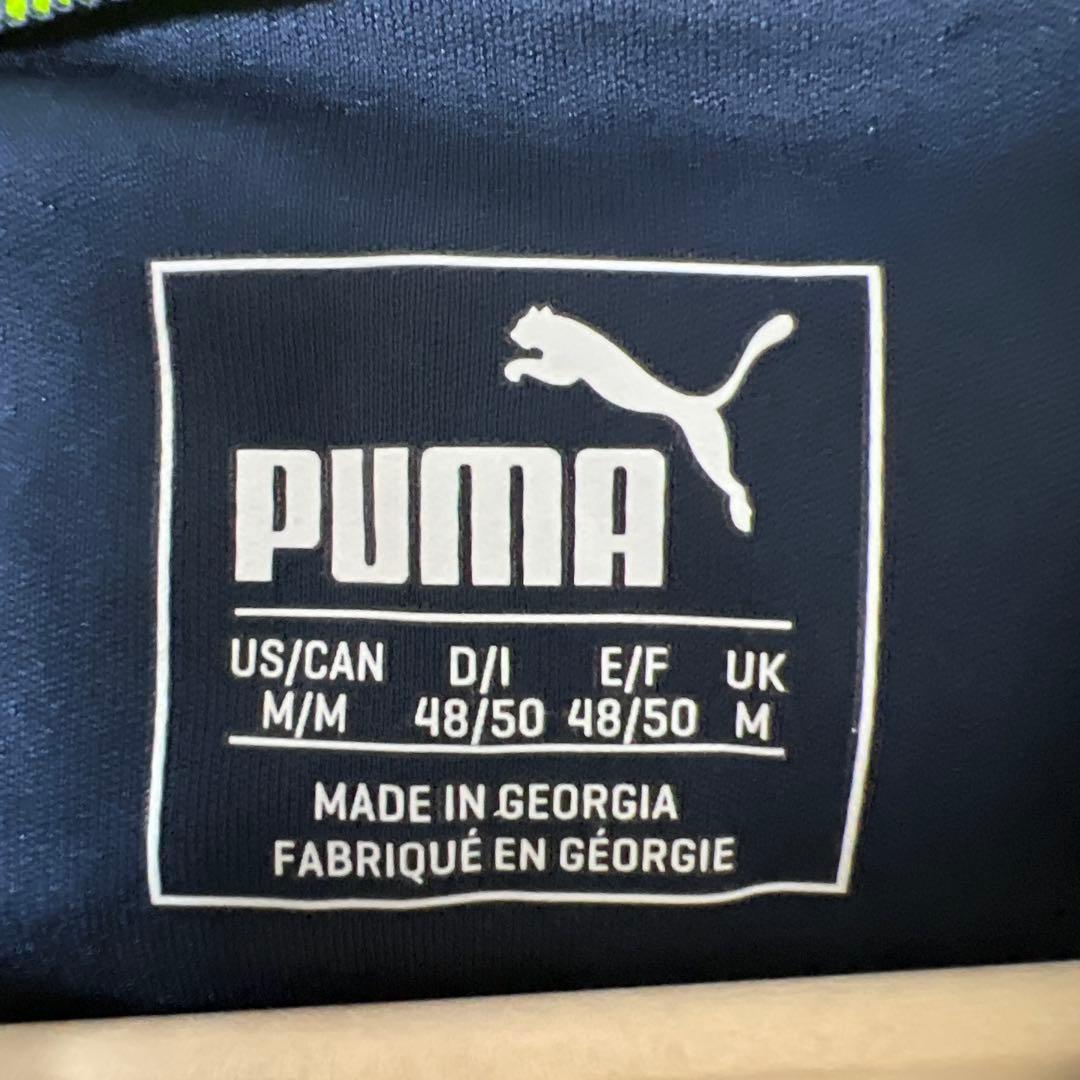 PUMA
US/CAN D/I E/F UK
M/M 48/50 48/50 M
MADE IN GEORGIA
FABRIQUÉ EN GÉORGIE